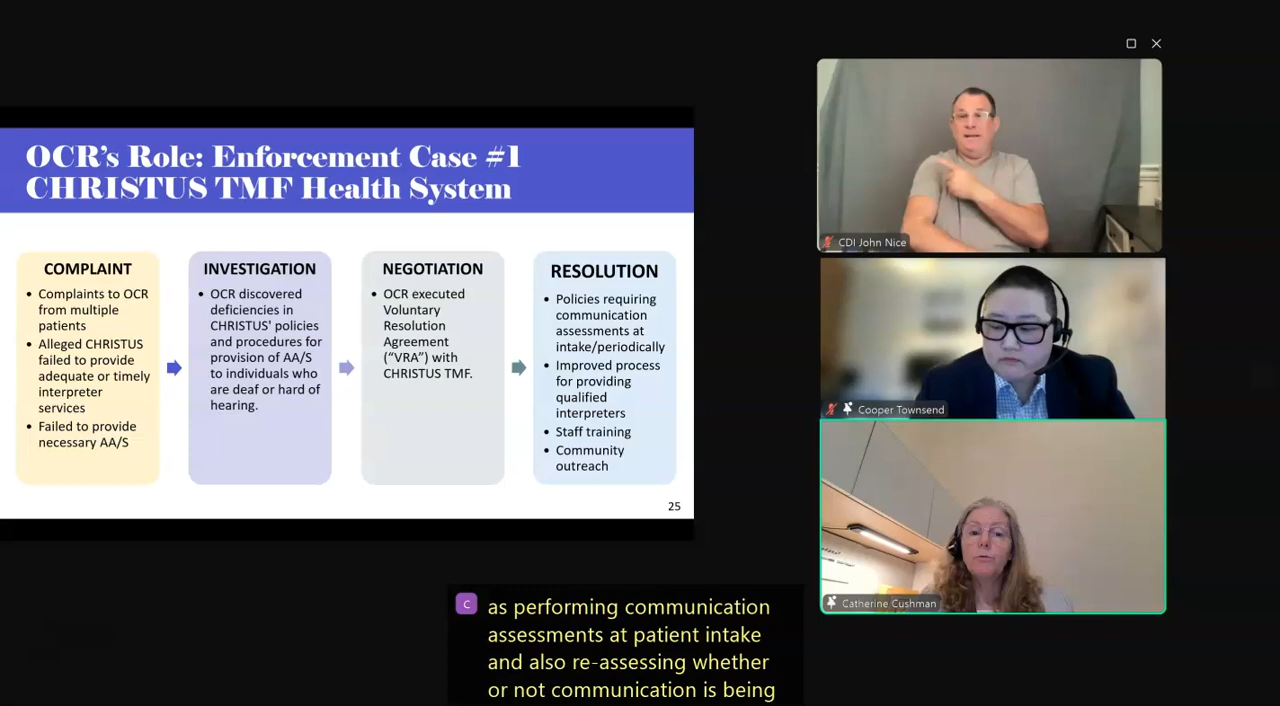 OCR's Role: Enforcement Case #1
CHRISTUS TMF Health System
COMPLAINT
• Complaints to OCR
from multiple
patients
• Alleged CHRISTUS
failed to provide
adequate or timely
interpreter
services
• Failed to provide
necessary AA/S
INVESTIGATION
• OCR discovered
deficiencies in
CHRISTUS' policies
and procedures for
provision of AA/S
to individuals who
are deaf or hard of
hearing.
NEGOTIATION
• OCR executed
Voluntary
Resolution
Agreement
("VRA") with
CHRISTUS TMF.
RESOLUTION
• Policies requiring
communication
assessments at
intake/periodically
• Improved process
for providing
qualified
interpreters
• Staff training
• Community
outreach
25
CDI John Nice
Cooper Townsend
Catherine Cushman
C
as performing communication
assessments at patient intake
and also re-assessing whether
or not communication is being